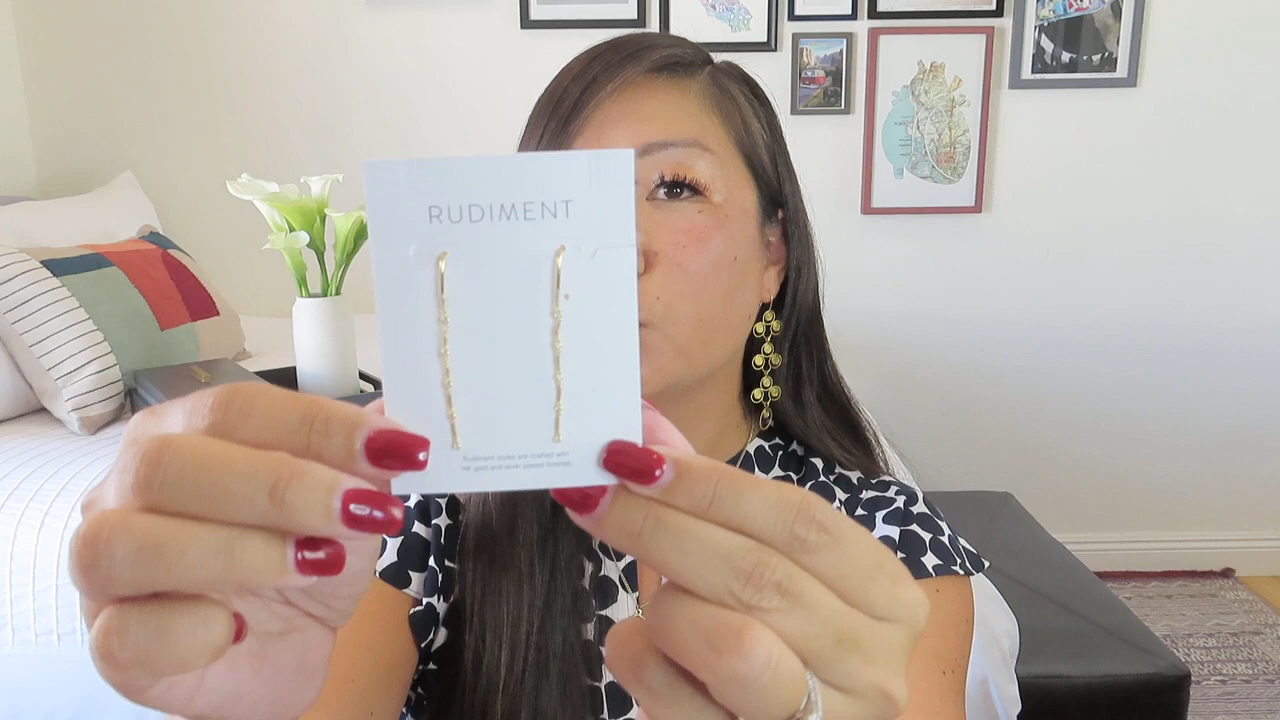 RUDIMENT
Rudiment styles are crafted with
14K gold and silver plated finishes.